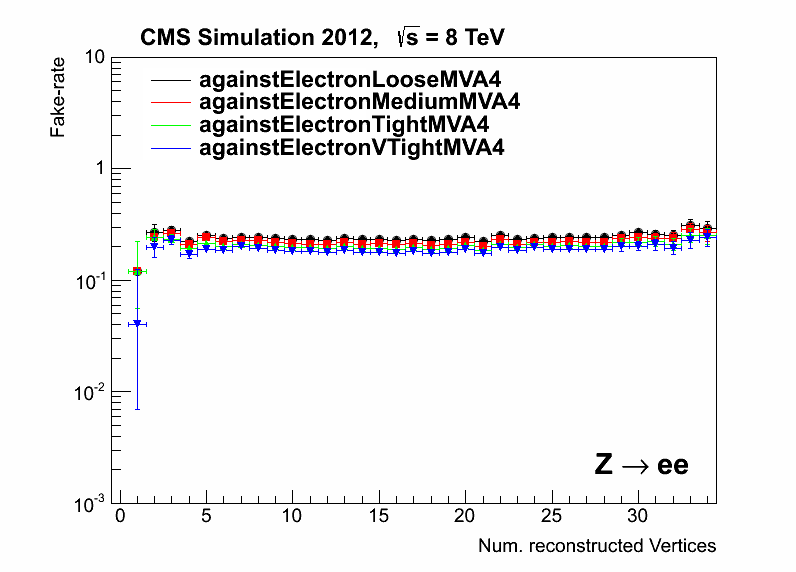 CMS Simulation 2012, √s = 8 TeV
Fake-rate
10
1
10⁻¹
10⁻²
10⁻³
againstElectronLooseMVA4
againstElectronMediumMVA4
againstElectronTightMVA4
againstElectronVTightMVA4
Z → ee
0 5 10 15 20 25 30
Num. reconstructed Vertices